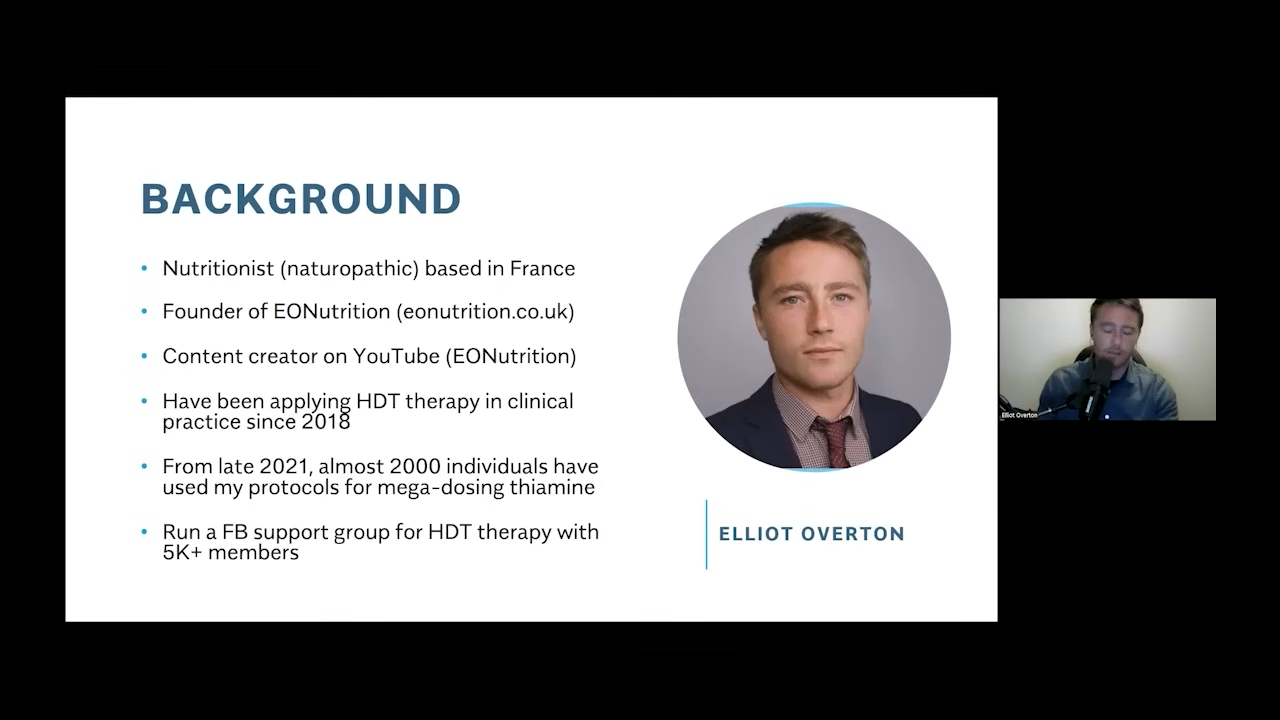 BACKGROUND
• Nutritionist (naturopathic) based in France
• Founder of EONutrition (eonutrition.co.uk)
• Content creator on YouTube (EONutrition)
• Have been applying HDT therapy in clinical
practice since 2018
• From late 2021, almost 2000 individuals have
used my protocols for mega-dosing thiamine
• Run a FB support group for HDT therapy with
5K+ members
ELLIOT OVERTON
Elliot Overton